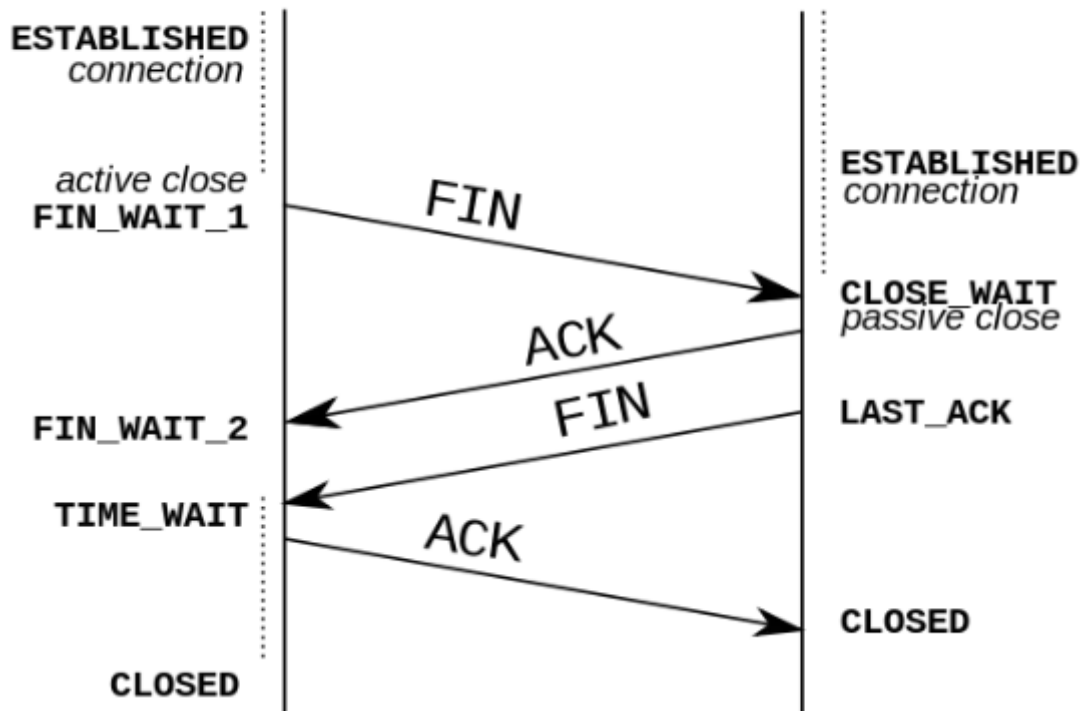 ESTABLISHED
connection
active close
FIN_WAIT_1
FIN
ESTABLISHED
connection
CLOSE_WAIT
passive close
ACK
FIN_WAIT_2
FIN
LAST_ACK
TIME_WAIT
ACK
CLOSED
CLOSED